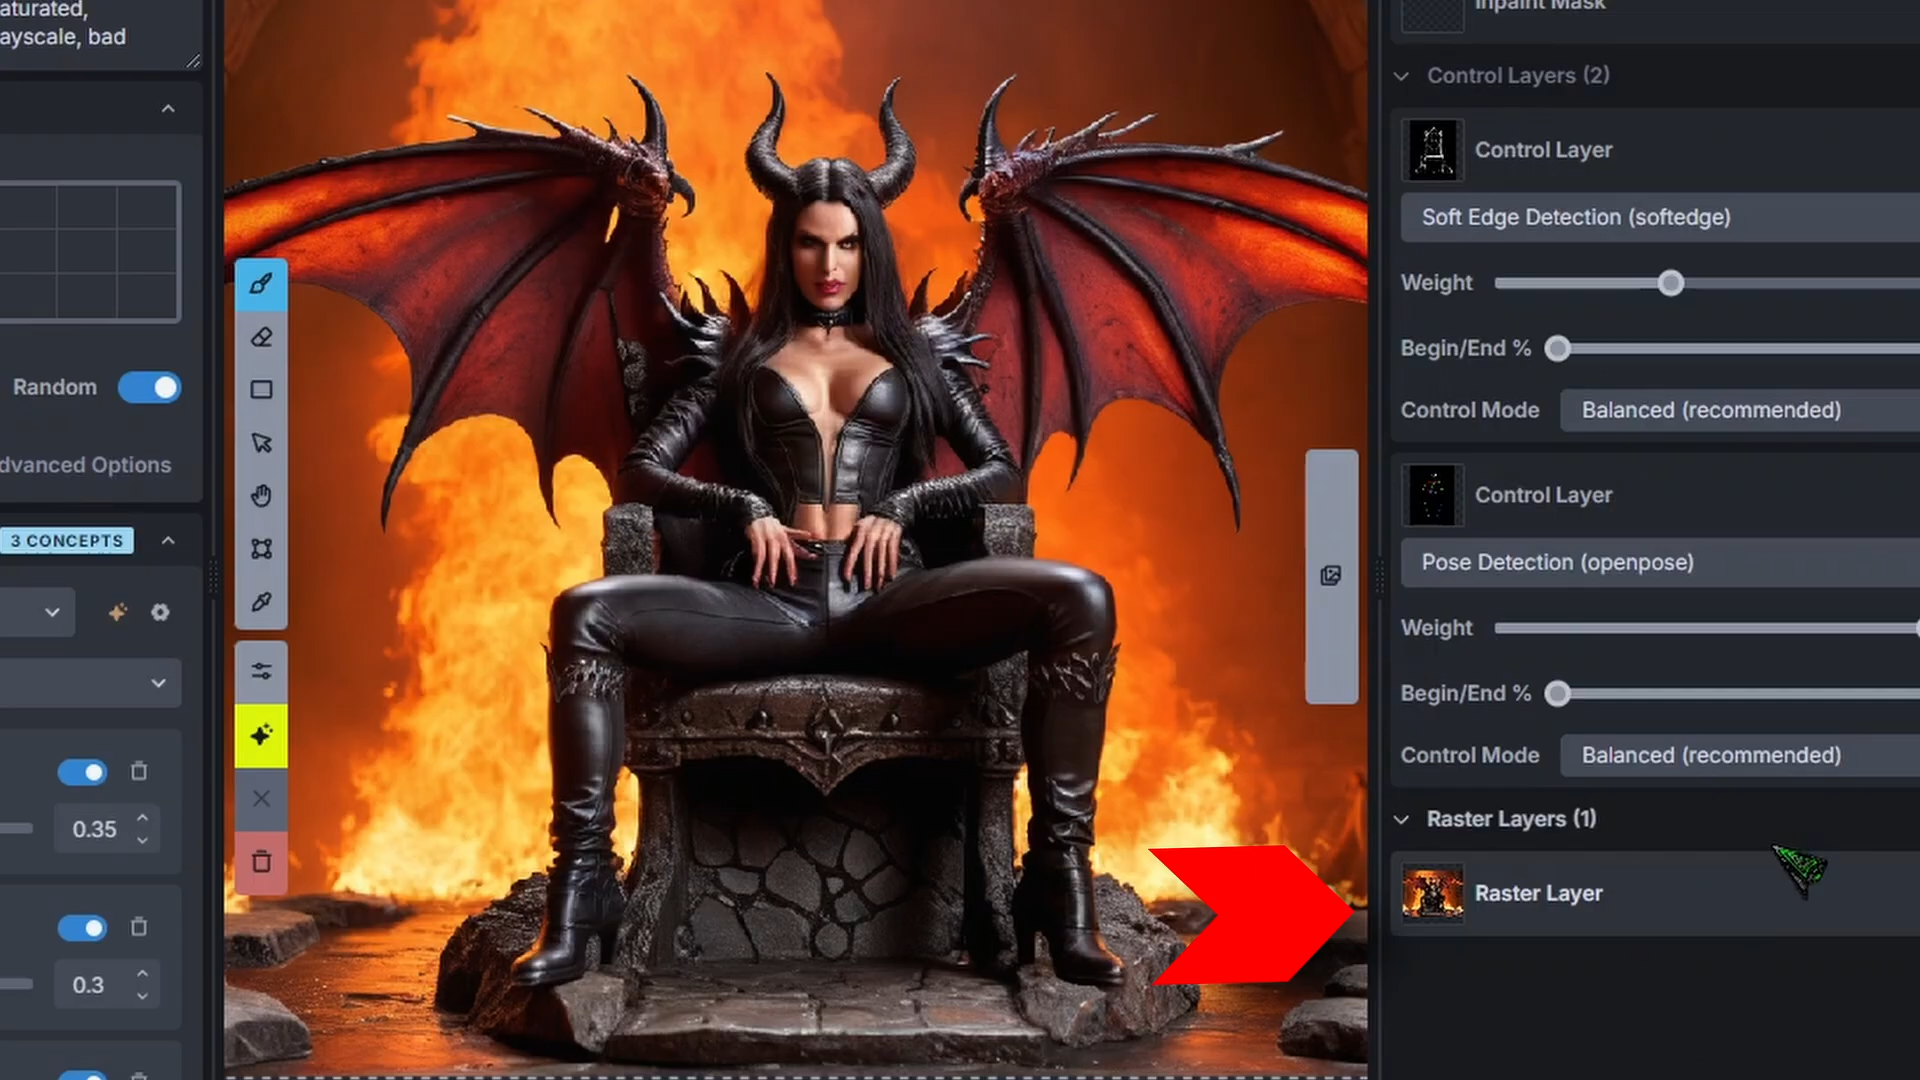 aturated,
ayscale, bad
Random
dvanced Options
3 CONCEPTS
0.35
0.3
Inpaint Mask
Control Layers (2)
Control Layer
Soft Edge Detection (softedge)
Weight
Begin/End %
Control Mode
Balanced (recommended)
Control Layer
Pose Detection (openpose)
Weight
Begin/End %
Control Mode
Balanced (recommended)
Raster Layers (1)
Raster Layer